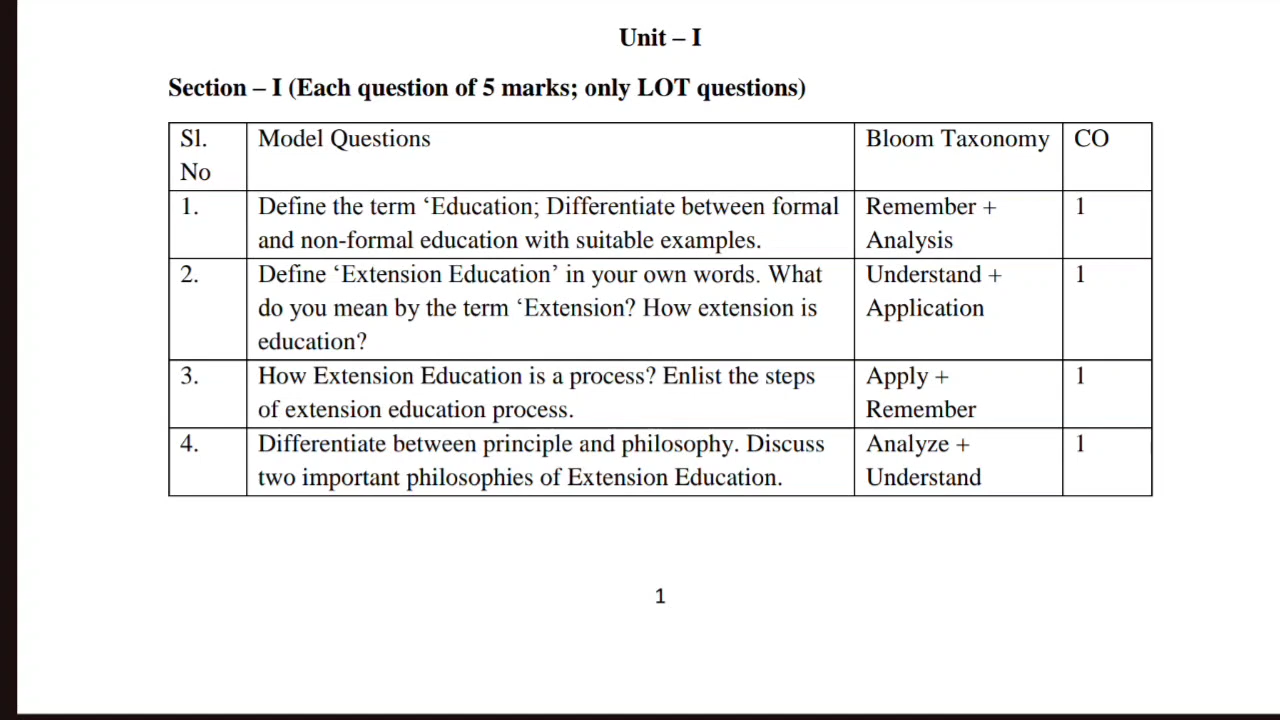 Unit – I
Section – I (Each question of 5 marks; only LOT questions)
Sl. No
Model Questions
Bloom Taxonomy
CO
1.
Define the term ‘Education; Differentiate between formal
and non-formal education with suitable examples.
Remember +
Analysis
1
2.
Define ‘Extension Education’ in your own words. What
do you mean by the term ‘Extension? How extension is
education?
Understand +
Application
1
3.
How Extension Education is a process? Enlist the steps
of extension education process.
Apply +
Remember
1
4.
Differentiate between principle and philosophy. Discuss
two important philosophies of Extension Education.
Analyze +
Understand
1
1